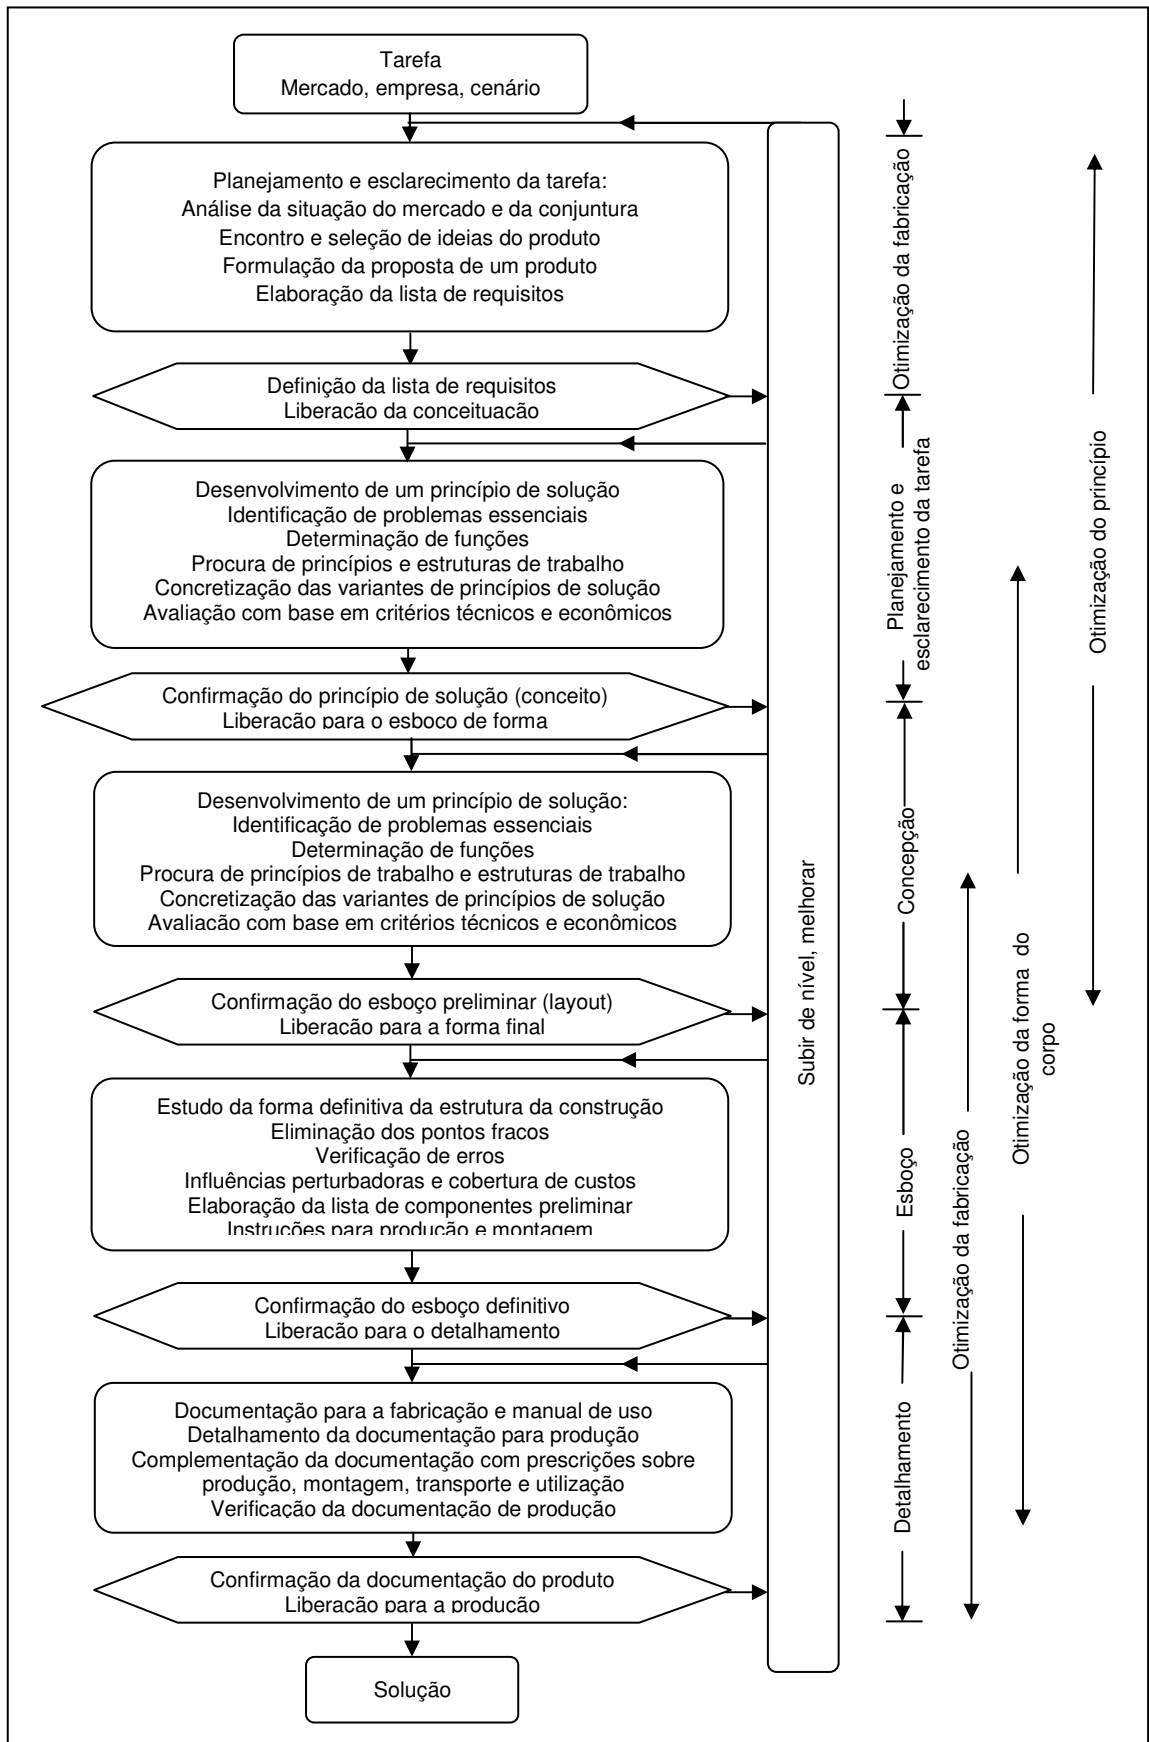 Tarefa
Mercado, empresa, cenário
Planejamento e esclarecimento da tarefa:
Análise da situação do mercado e da conjuntura
Encontro e seleção de ideias do produto
Formulação da proposta de um produto
Elaboração da lista de requisitos
Definição da lista de requisitos
Liberacão da conceituacão
Desenvolvimento de um princípio de solução
Identificação de problemas essenciais
Determinação de funções
Procura de princípios e estruturas de trabalho
Concretização das variantes de princípios de solução
Avaliação com base em critérios técnicos e econômicos
Confirmação do princípio de solução (conceito)
Liberacão para o esboco de forma
Desenvolvimento de um princípio de solução:
Identificação de problemas essenciais
Determinação de funções
Procura de princípios de trabalho e estruturas de trabalho
Concretização das variantes de princípios de solução
Avaliacão com base em critérios técnicos e econômicos
Confirmação do esboço preliminar (layout)
Liberacão para a forma final
Estudo da forma definitiva da estrutura da construção
Eliminação dos pontos fracos
Verificação de erros
Influências perturbadoras e cobertura de custos
Elaboração da lista de componentes preliminar
Instruções para produção e montagem
Confirmação do esboço definitivo
Liberacão para o detalhamento
Documentação para a fabricação e manual de uso
Detalhamento da documentação para produção
Complementação da documentação com prescrições sobre
produção, montagem, transporte e utilização
Verificação da documentação de produção
Confirmação da documentação do produto
Liberacão para a producão
Solução
Subir de nível, melhorar
Otimização da fabricação
Planejamento e
esclarecimento da tarefa
Concepção
Esboço
Detalhamento
Otimização da fabricação
Otimização da forma do
corpo
Otimização do princípio